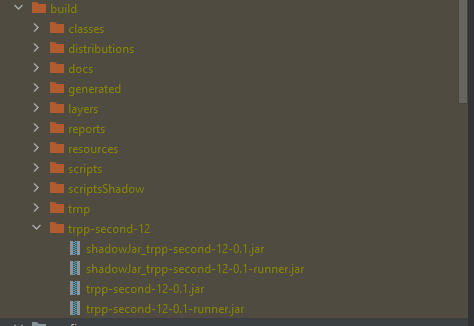 build
classes
distributions
docs
generated
layers
reports
resources
scripts
scriptsShadow
tmp
trpp-second-12
shadowJar_trpp-second-12-0.1.jar
shadowJar_trpp-second-12-0.1-runner.jar
trpp-second-12-0.1.jar
trpp-second-12-0.1-runner.jar